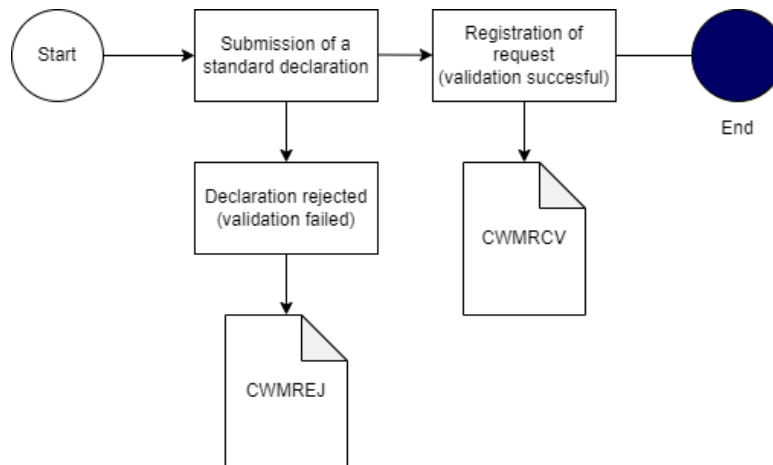 Start
Submission of a
standard declaration
Registration of
request
(validation succesful)
End
Declaration rejected
(validation failed)
CWMRCV
CWMREJ